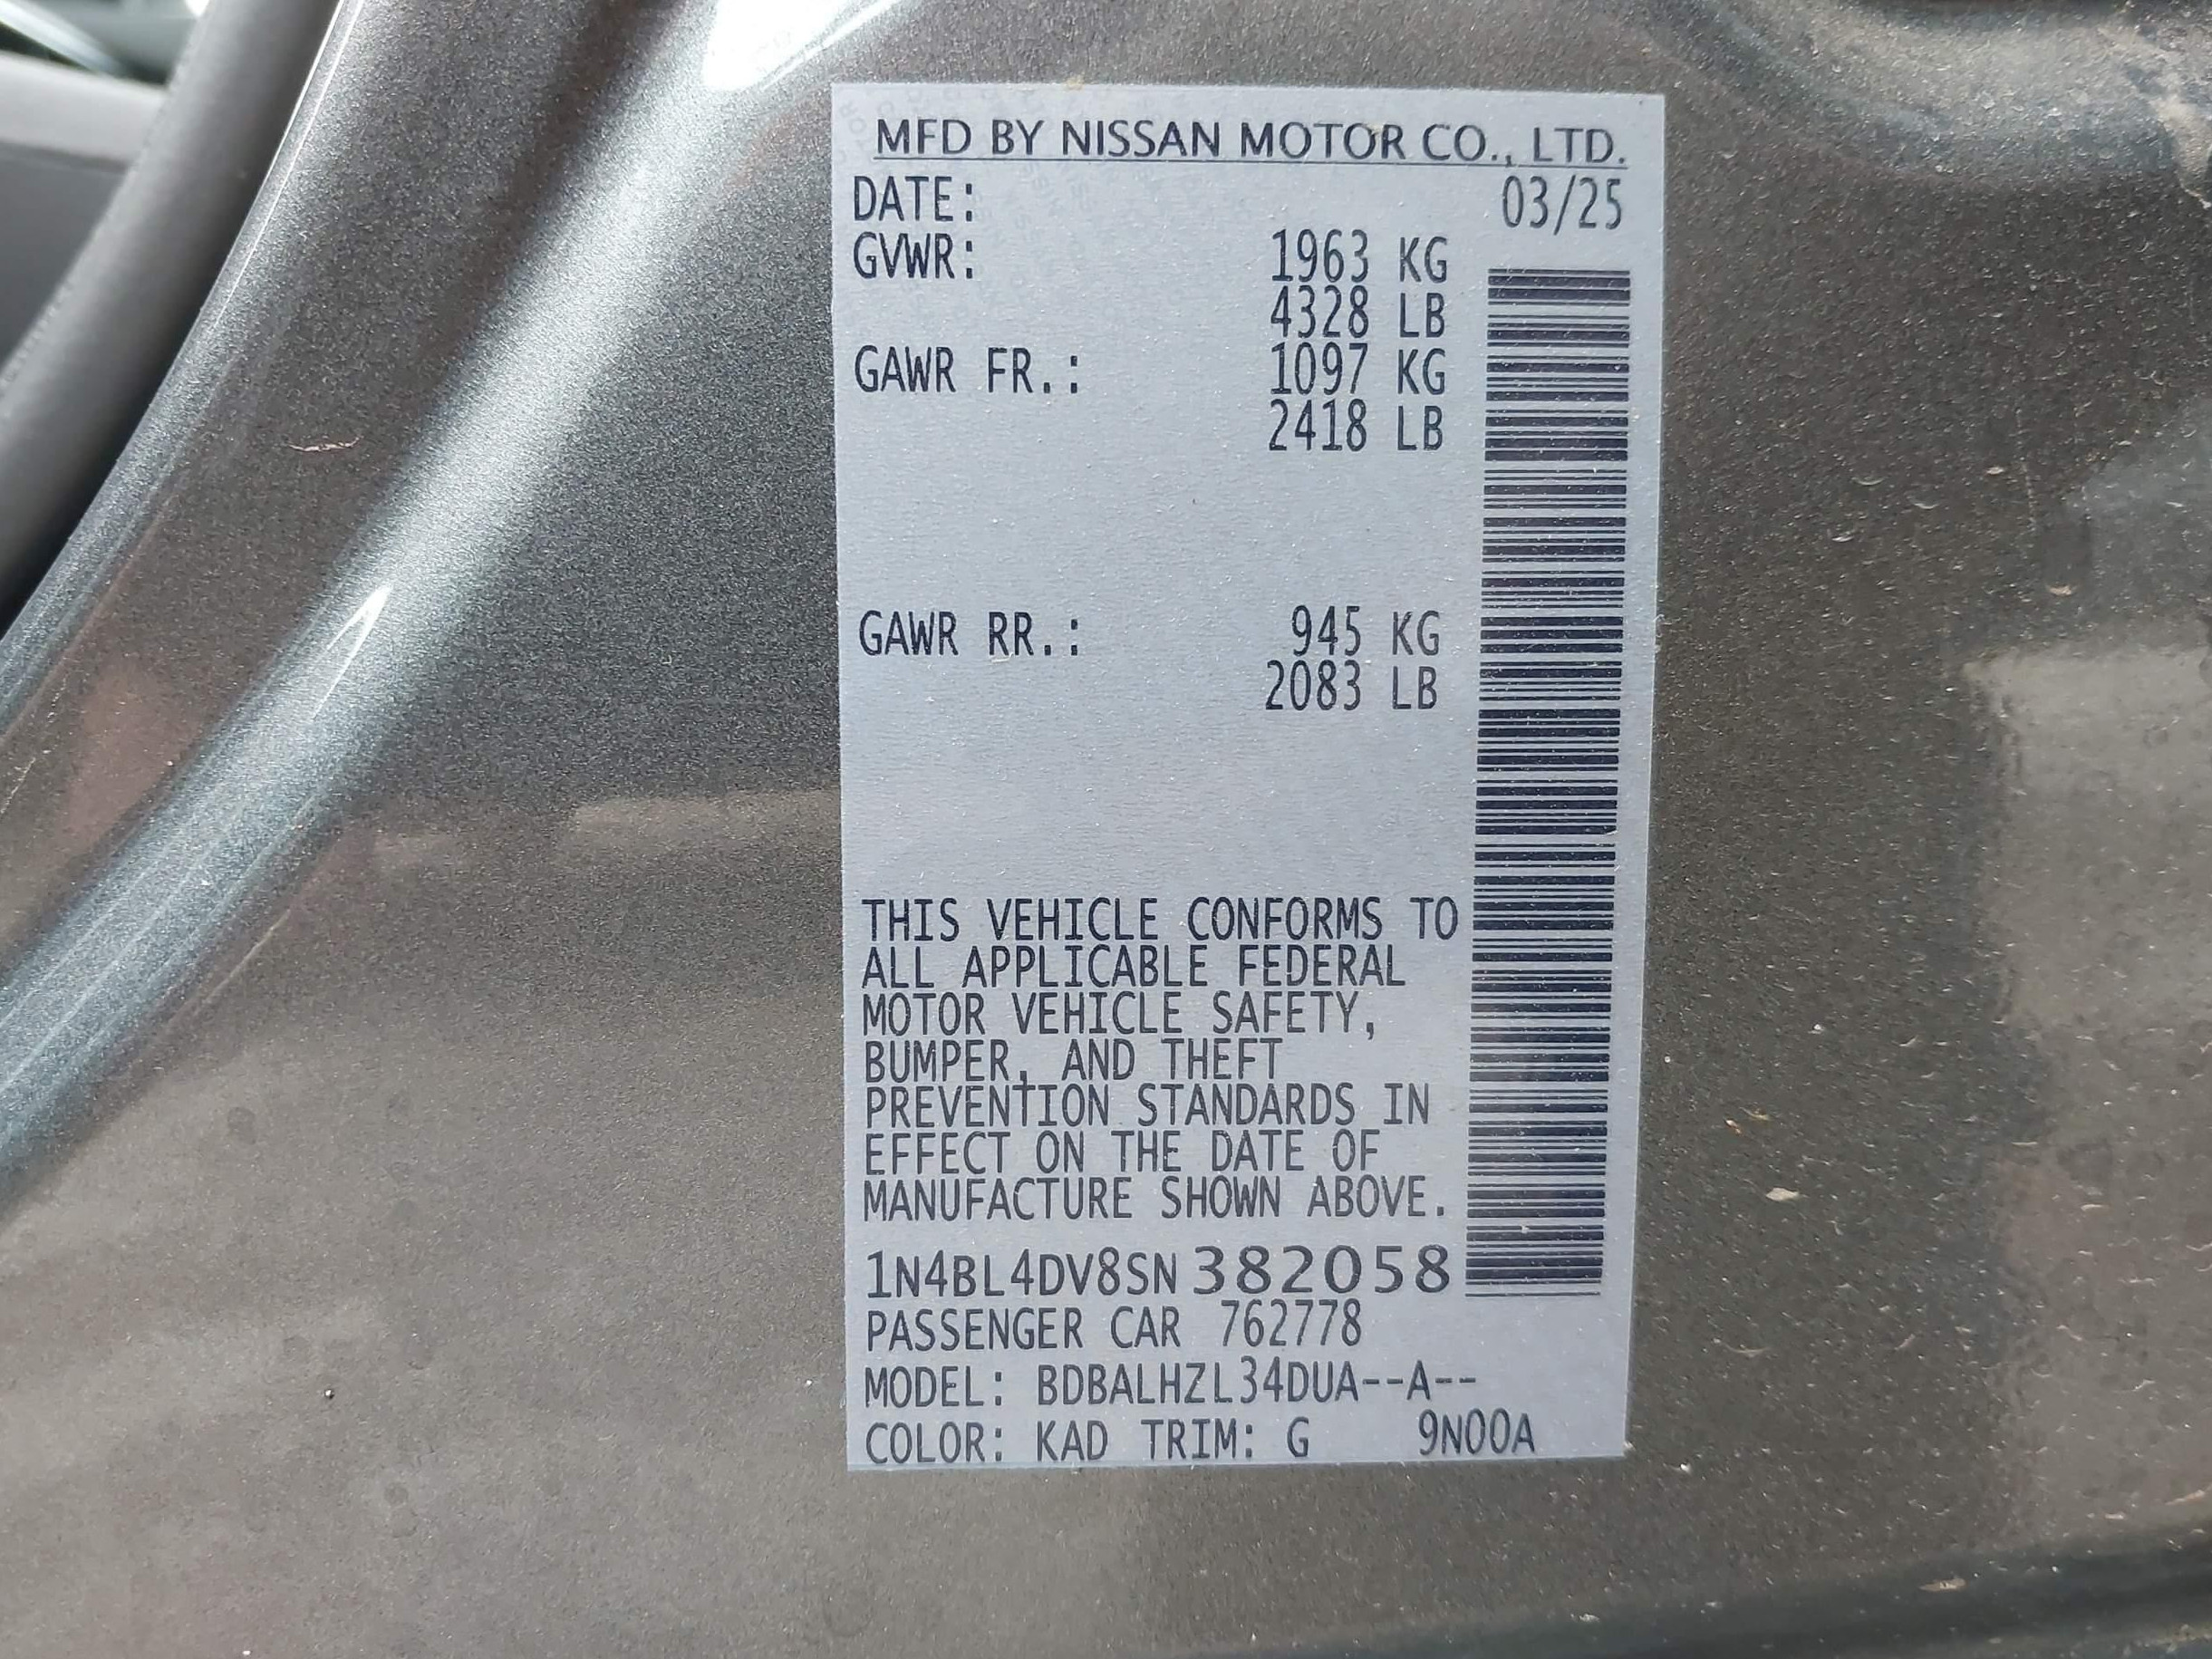 MFD BY NISSAN MOTOR CO., LTD.
DATE: 03/25
GVWR: 1963 KG
4328 LB
GAWR FR.: 1097 KG
2418 LB
GAWR RR.: 945 KG
2083 LB
THIS VEHICLE CONFORMS TO
ALL APPLICABLE FEDERAL
MOTOR VEHICLE SAFETY,
BUMPER, AND THEFT
PREVENTION STANDARDS IN
EFFECT ON THE DATE OF
MANUFACTURE SHOWN ABOVE.
1N4BL4DV8SN382058
PASSENGER CAR 762778
MODEL: BDBALHZL34DUA--A--
COLOR: KAD TRIM: G 9N00A